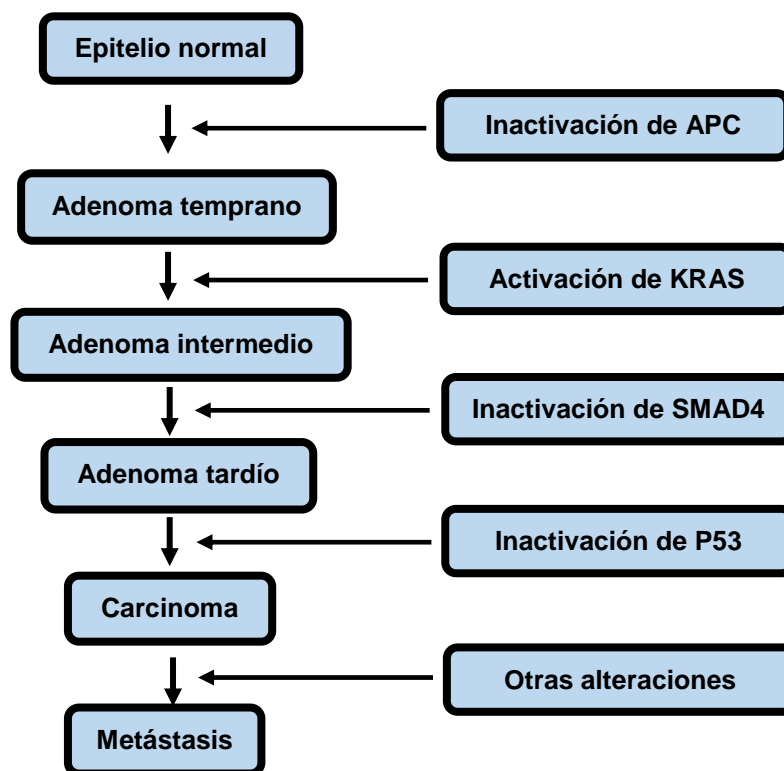 Epitelio normal
Inactivación de APC
Adenoma temprano
Activación de KRAS
Adenoma intermedio
Inactivación de SMAD4
Adenoma tardío
Inactivación de P53
Carcinoma
Otras alteraciones
Metástasis